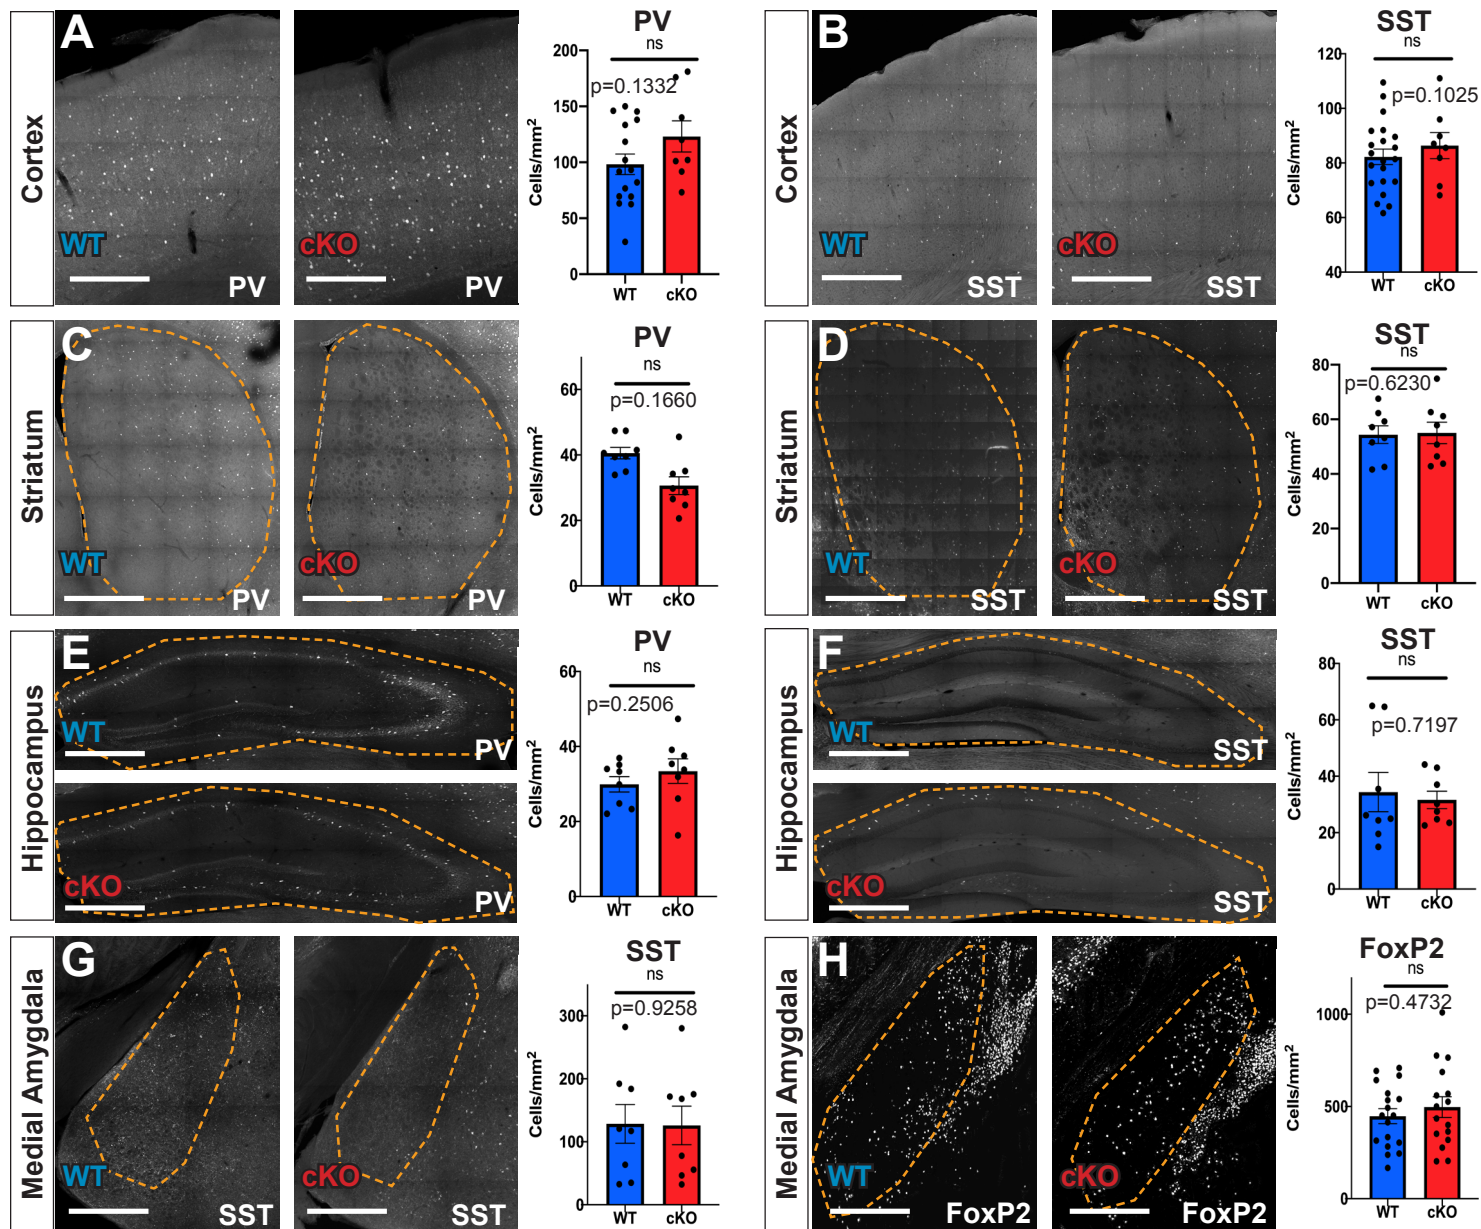 Cortex
A
WT
PV
cKO
PV
PV
ns
p=0.1332
Cells/mm²
200
150
100
50
0
WT
cKO
B
WT
SST
cKO
SST
SST
ns
p=0.1025
Cells/mm²
120
100
80
60
40
WT
cKO
Striatum
C
WT
PV
cKO
PV
PV
ns
p=0.1660
Cells/mm²
60
40
20
0
WT
cKO
Striatum
D
WT
SST
cKO
SST
SST
ns
p=0.6230
Cells/mm²
80
60
40
20
0
WT
cKO
Hippocampus
E
WT
PV
cKO
PV
PV
ns
p=0.2506
Cells/mm²
60
40
20
0
WT
cKO
Hippocampus
F
WT
SST
cKO
SST
SST
ns
p=0.7197
Cells/mm²
80
60
40
20
0
WT
cKO
Medial Amygdala
G
WT
SST
cKO
SST
SST
ns
p=0.9258
Cells/mm²
300
200
100
0
WT
cKO
Medial Amygdala
H
WT
FoxP2
cKO
FoxP2
FoxP2
ns
p=0.4732
Cells/mm²
1000
500
0
WT
cKO
Cortex